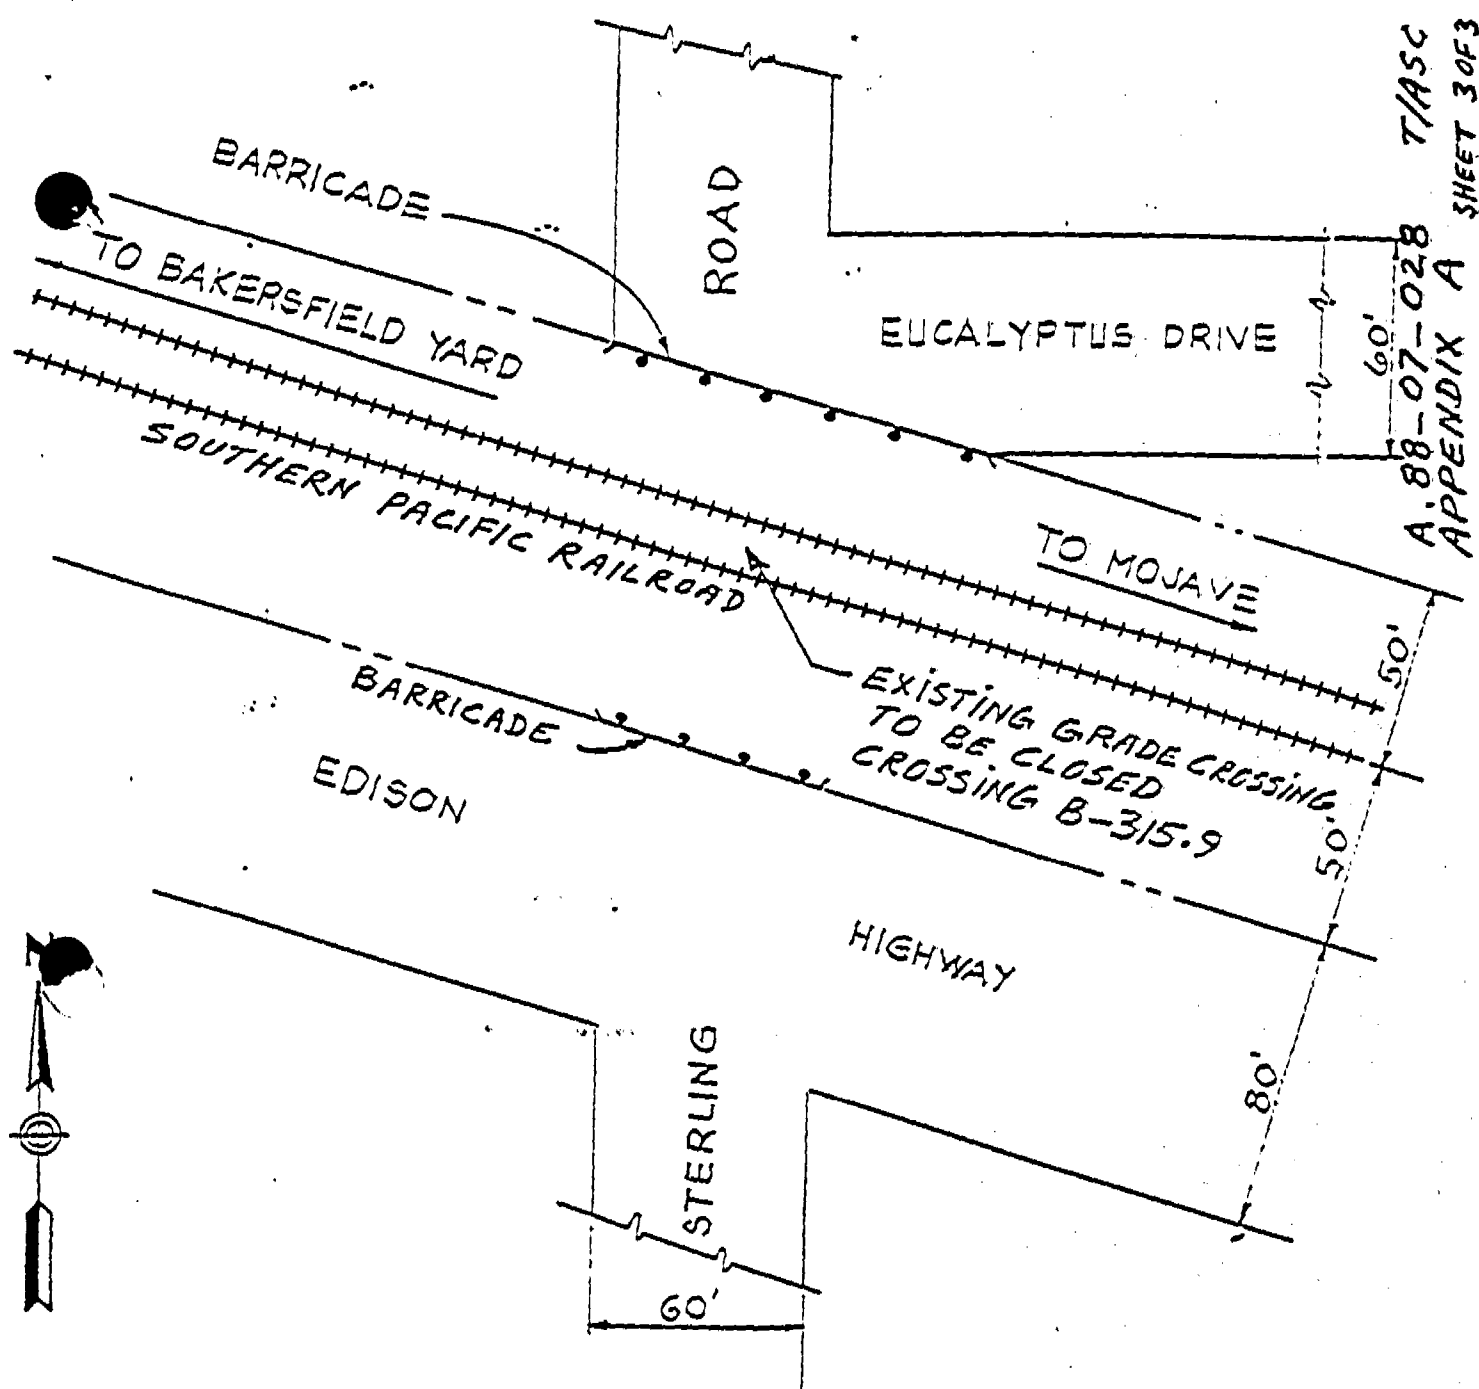 T/ASC
SHEET 3 OF 3
A.88-07-028
APPENDIX A
BARRICADE
ROAD
TO BAKERSFIELD YARD
EUCALYPTUS DRIVE
60'
SOUTHERN PACIFIC RAILROAD
TO MOJAVE
50'
BARRICADE
EXISTING GRADE CROSSING
TO BE CLOSED
CROSSING B-315.9
EDISON
50'
HIGHWAY
N
STERLING
80'
60'